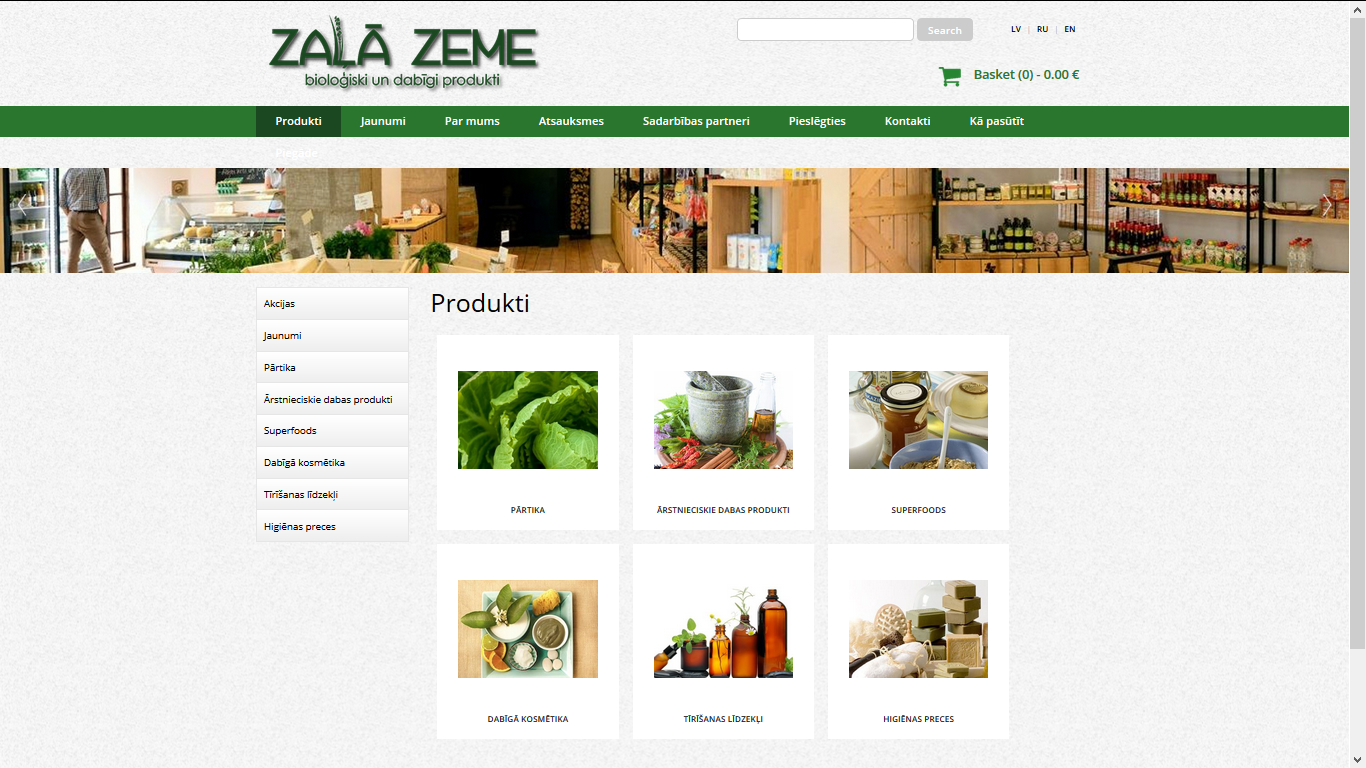 ZAĻĀ ZEME
bioloģiski un dabīgi produkti
Search
LV | RU | EN
Basket (0) - 0.00 €
Produkti Jaunumi Par mums Atsauksmes Sadarbības partneri Pieslēgties Kontakti Kā pasūtīt
Produkti
Akcijas
Jaunumi
Pārtika
Ārstnieciskie dabas produkti
Superfoods
Dabīgā kosmētika
Tīrīšanas līdzekļi
Higiēnas preces
PĀRTIKA
ĀRSTNIECISKIE DABAS PRODUKTI
SUPERFOODS
DABĪGĀ KOSMĒTIKA
TĪRĪŠANAS LĪDZEKĻI
HIGIĒNAS PRECES